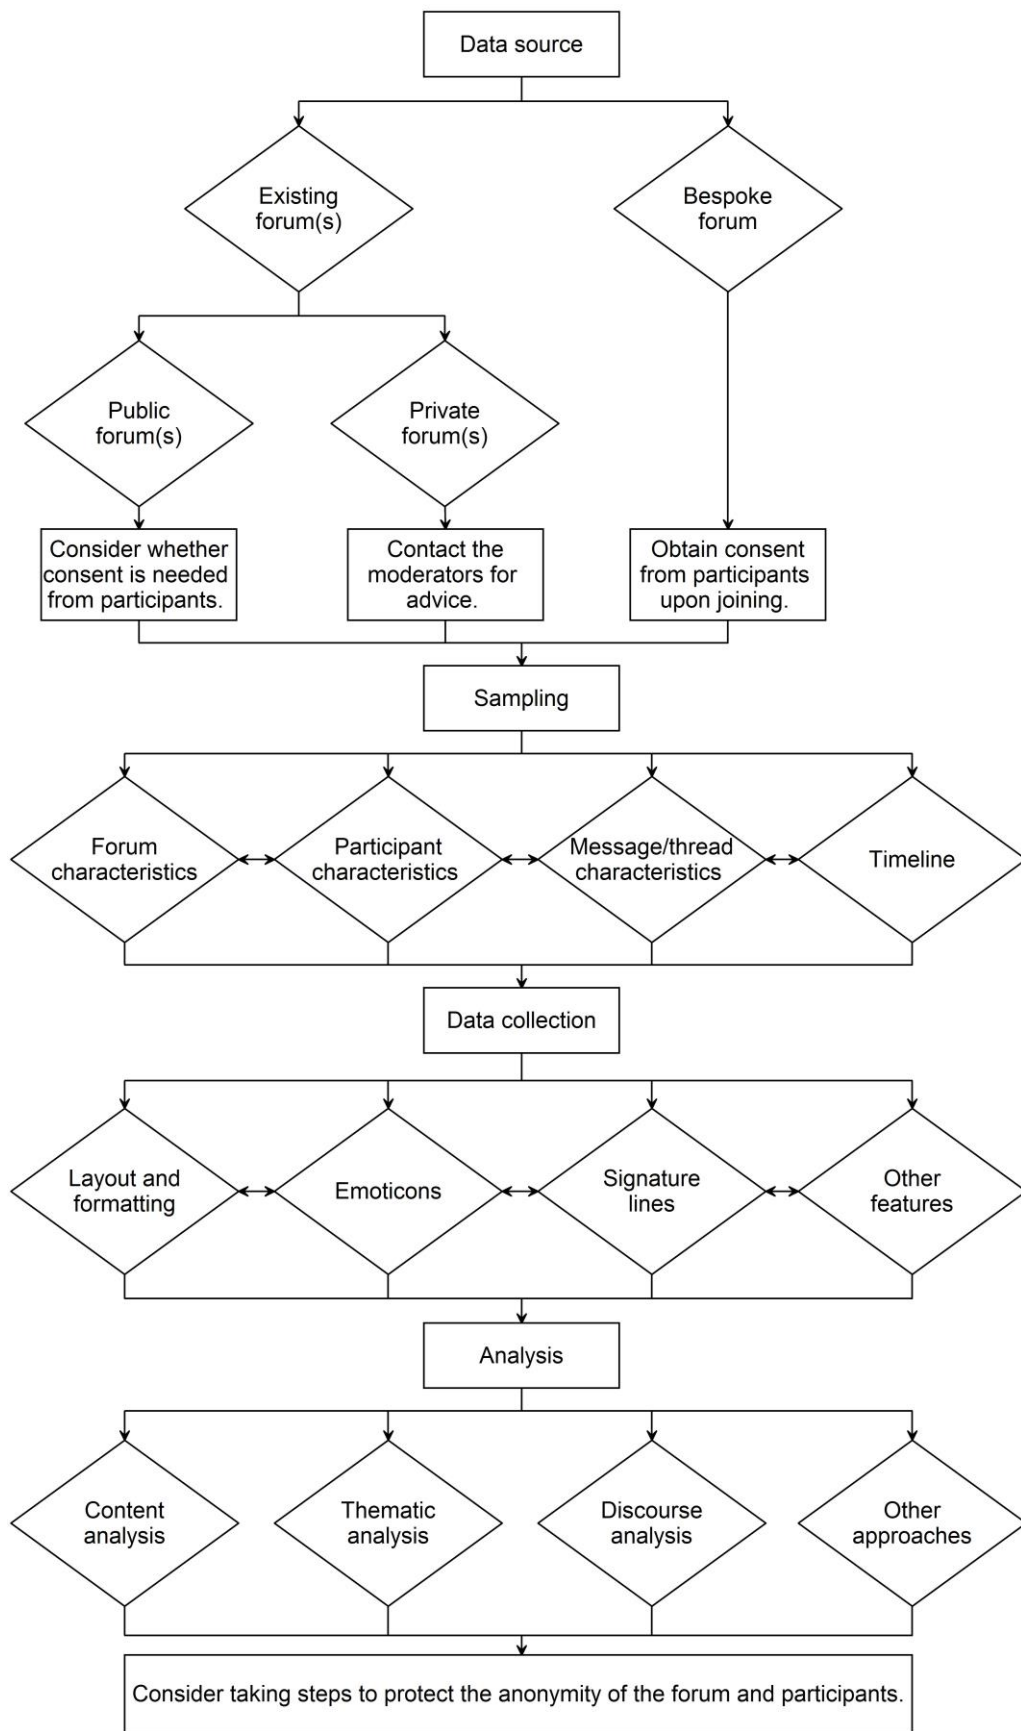 Data source
Existing
forum(s)
Bespoke
forum
Public
forum(s)
Private
forum(s)
Consider whether
consent is needed
from participants.
Contact the
moderators for
advice.
Obtain consent
from participants
upon joining.
Sampling
Forum
characteristics
Participant
characteristics
Message/thread
characteristics
Timeline
Data collection
Layout and
formatting
Emoticons
Signature
lines
Other
features
Analysis
Content
analysis
Thematic
analysis
Discourse
analysis
Other
approaches
Consider taking steps to protect the anonymity of the forum and participants.